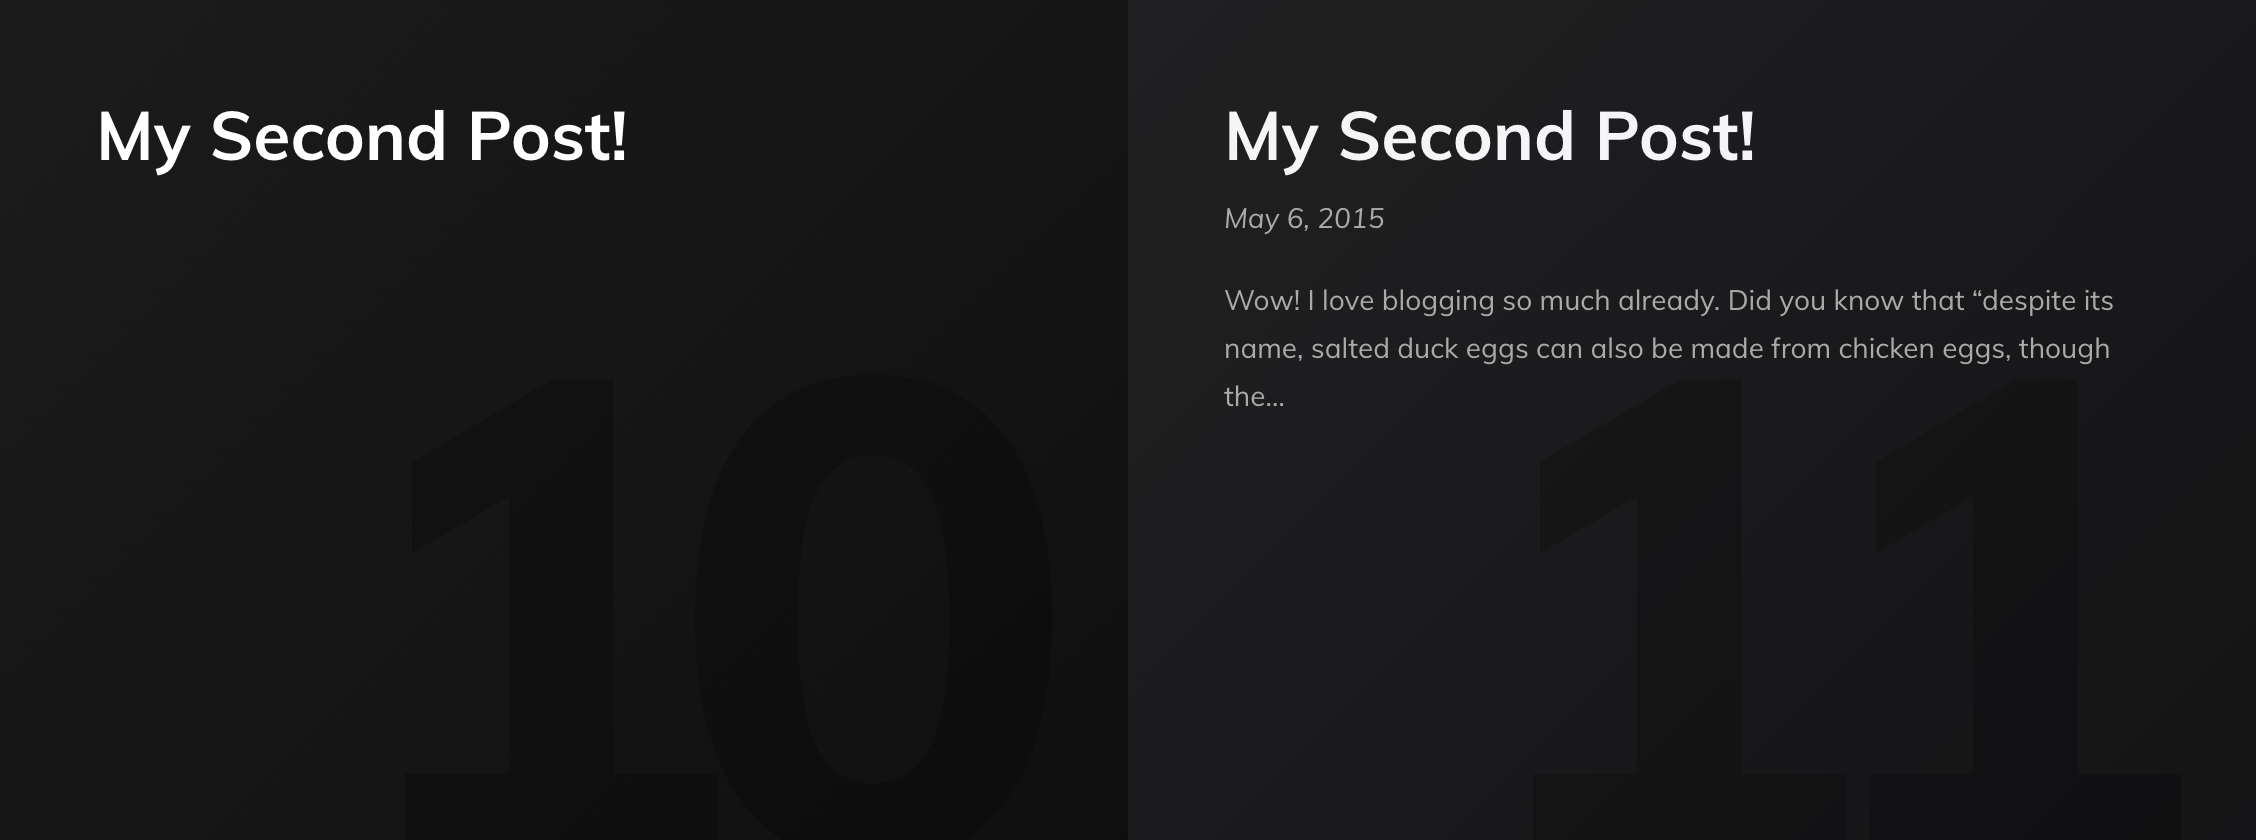 My Second Post!
10
My Second Post!
May 6, 2015
Wow! I love blogging so much already. Did you know that “despite its
name, salted duck eggs can also be made from chicken eggs, though
the...
11